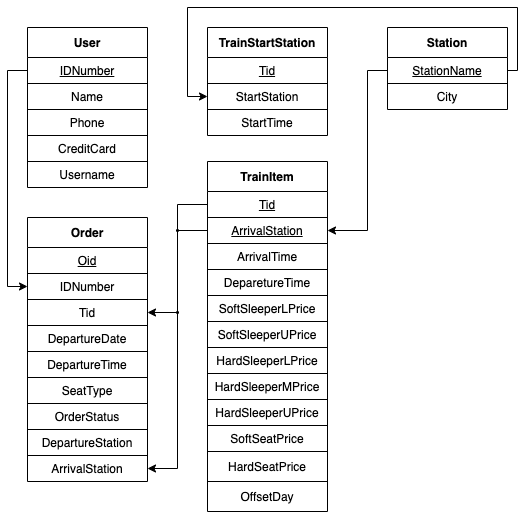 User
IDNumber
Name
Phone
CreditCard
Username
TrainStartStation
Tid
StartStation
StartTime
Station
StationName
City
Order
Oid
IDNumber
Tid
DepartureDate
DepartureTime
SeatType
OrderStatus
DepartureStation
ArrivalStation
TrainItem
Tid
ArrivalStation
ArrivalTime
DeparetureTime
SoftSleeperLPrice
SoftSleeperUPrice
HardSleeperLPrice
HardSleeperMPrice
HardSleeperUPrice
SoftSeatPrice
HardSeatPrice
OffsetDay